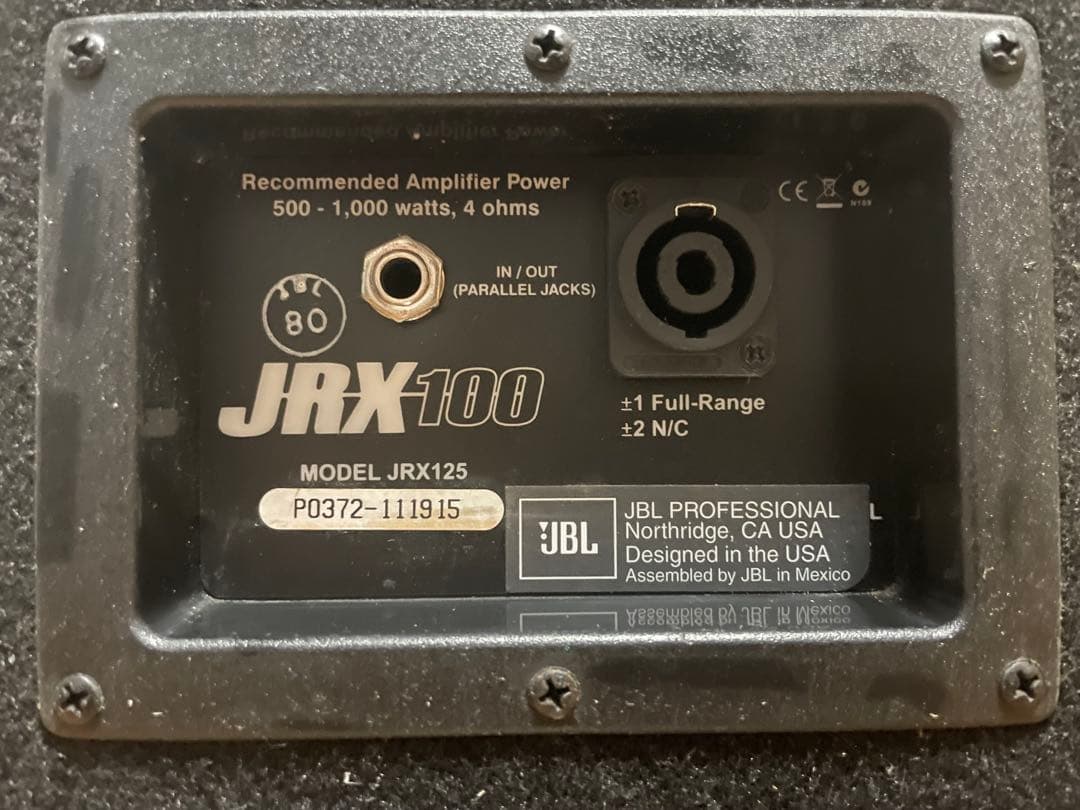 Recommended Amplifier Power
500 - 1,000 watts, 4 ohms
CE
N169
IN / OUT
(PARALLEL JACKS)
JBL
80
JRX100
±1 Full-Range
±2 N/C
MODEL JRX125
P0372-111915
JBL
JBL PROFESSIONAL
Northridge, CA USA
Designed in the USA
Assembled by JBL in Mexico
L